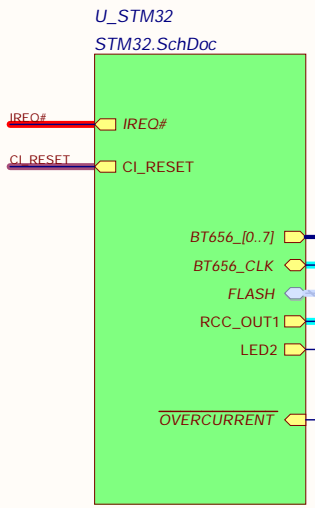 U_STM32
STM32.SchDoc
IREQ# IREQ#
CI_RESET CI_RESET
BT656_[0..7]
BT656_CLK
FLASH
RCC_OUT1
LED2
OVERCURRENT